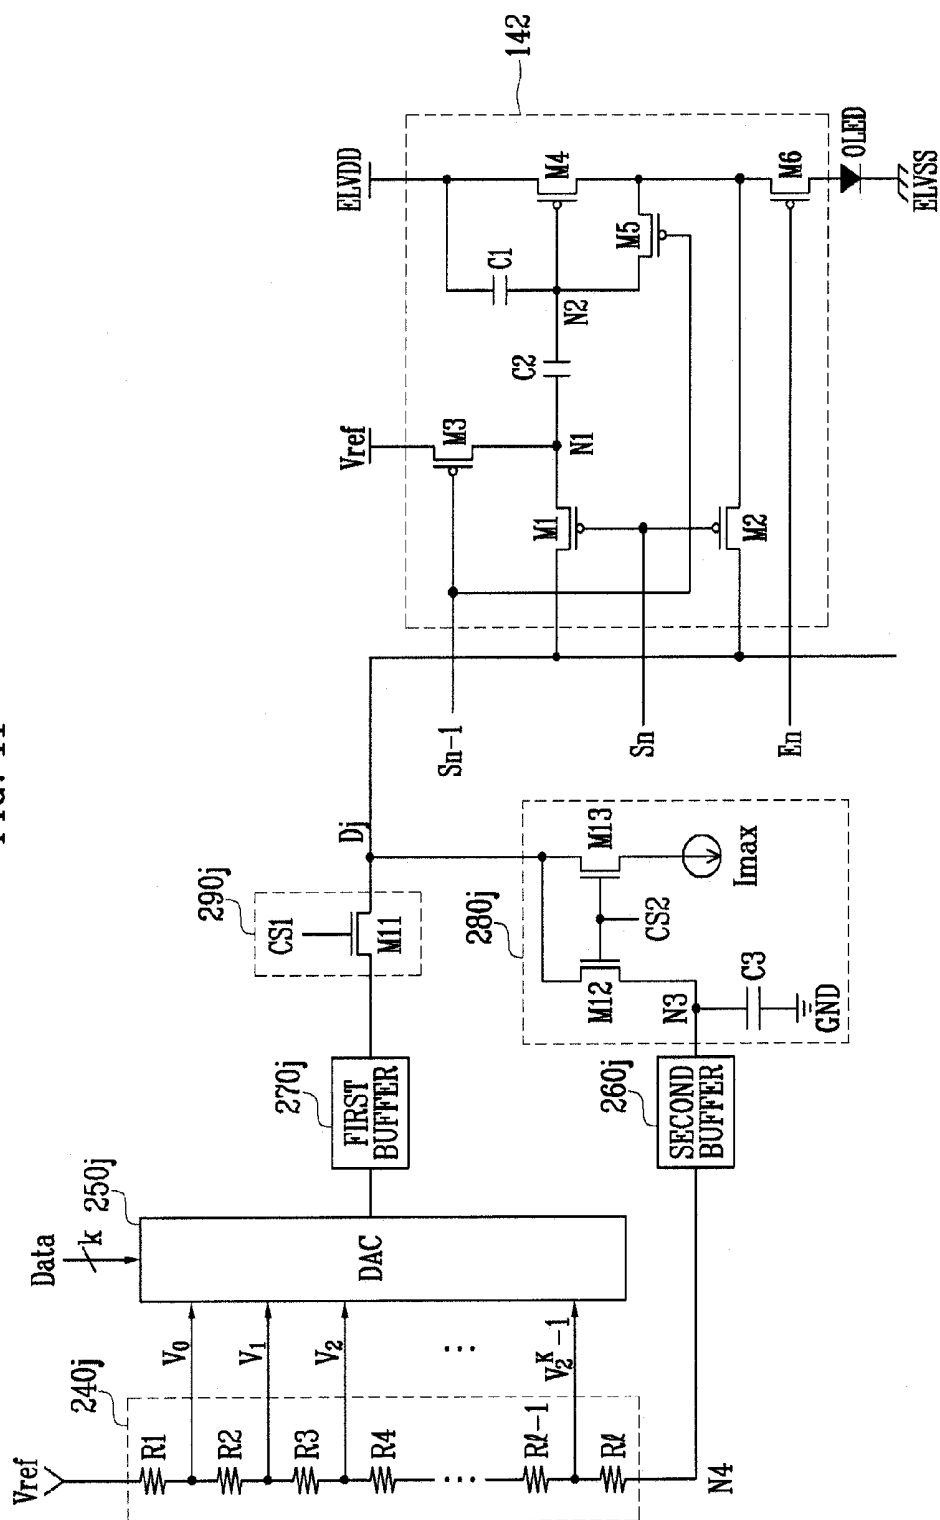 FIG. 11
Vref
240j
R1
R2
R3
R4
...
Rℓ-1
Rℓ
N4
V0
V1
V2
...
V2K-1
Data
k
250j
DAC
270j
FIRST
BUFFER
260j
SECOND
BUFFER
290j
CS1
M11
Dj
280j
M12
M13
CS2
N3
C3
GND
Imax
Sn-1
Sn
En
142
Vref
M3
N1
M1
M2
C2
C1
N2
ELVDD
M4
M5
M6
OLED
ELVSS